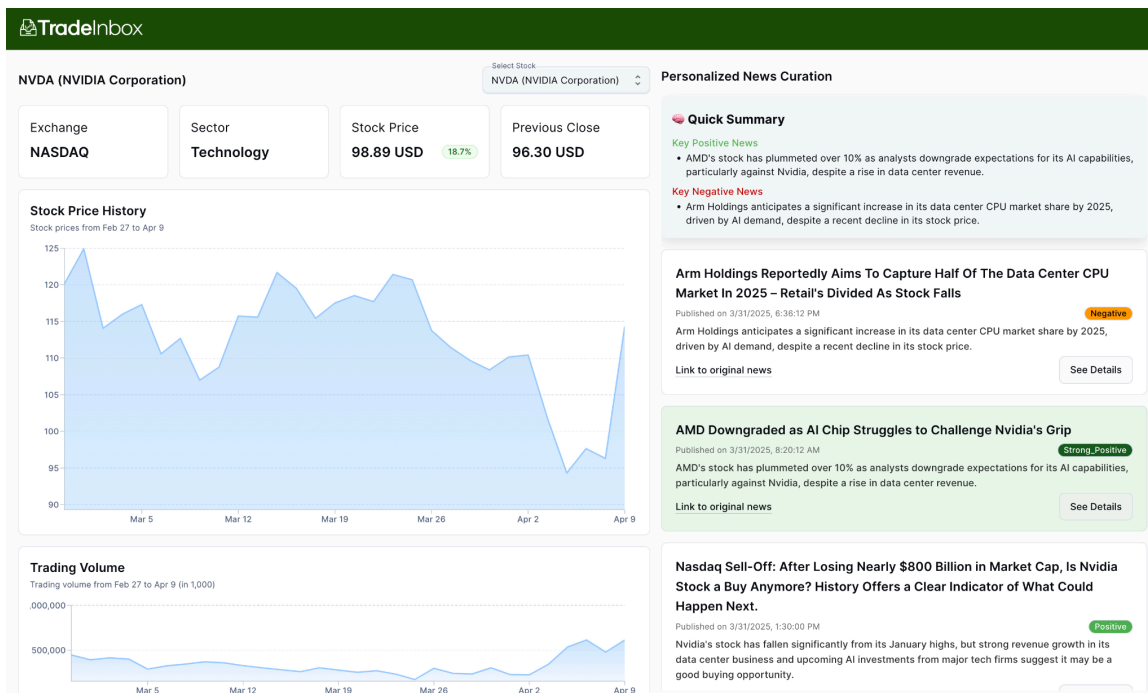 TradeInbox
NVDA (NVIDIA Corporation)
Select Stock
NVDA (NVIDIA Corporation)
Exchange
NASDAQ
Sector
Technology
Stock Price
98.89 USD
18.7%
Previous Close
96.30 USD
Stock Price History
Stock prices from Feb 27 to Apr 9
125
120
115
110
105
100
95
90
Mar 5
Mar 12
Mar 19
Mar 26
Apr 2
Apr 9
Trading Volume
Trading volume from Feb 27 to Apr 9 (in 1,000)
,000,000
500,000
Mar 5
Mar 12
Mar 19
Mar 26
Apr 2
Apr 9
Personalized News Curation
🧠 Quick Summary
Key Positive News
• AMD's stock has plummeted over 10% as analysts downgrade expectations for its AI capabilities,
particularly against Nvidia, despite a rise in data center revenue.
Key Negative News
• Arm Holdings anticipates a significant increase in its data center CPU market share by 2025,
driven by AI demand, despite a recent decline in its stock price.
Arm Holdings Reportedly Aims To Capture Half Of The Data Center CPU
Market In 2025 – Retail's Divided As Stock Falls
Published on 3/31/2025, 6:36:12 PM
Negative
Arm Holdings anticipates a significant increase in its data center CPU market share by 2025,
driven by AI demand, despite a recent decline in its stock price.
Link to original news
See Details
AMD Downgraded as AI Chip Struggles to Challenge Nvidia's Grip
Published on 3/31/2025, 8:20:12 AM
Strong_Positive
AMD's stock has plummeted over 10% as analysts downgrade expectations for its AI capabilities,
particularly against Nvidia, despite a rise in data center revenue.
Link to original news
See Details
Nasdaq Sell-Off: After Losing Nearly $800 Billion in Market Cap, Is Nvidia
Stock a Buy Anymore? History Offers a Clear Indicator of What Could
Happen Next.
Published on 3/31/2025, 1:30:00 PM
Positive
Nvidia's stock has fallen significantly from its January highs, but strong revenue growth in its
data center business and upcoming AI investments from major tech firms suggest it may be a
good buying opportunity.